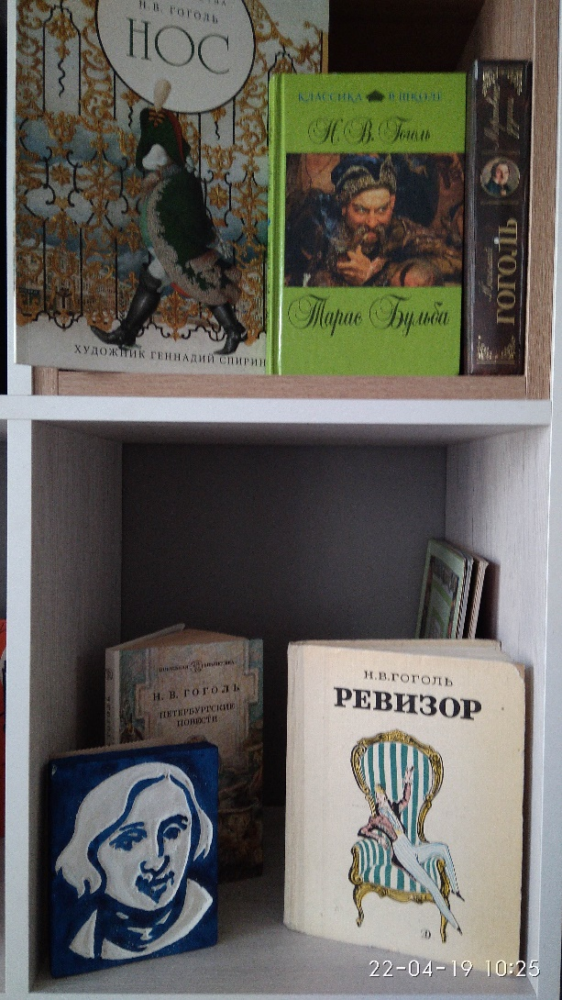 Н. В. ГОГОЛЬ
НОС
ХУДОЖНИК ГЕННАДИЙ СПИРИН
КЛАССИКА В ШКОЛЕ
Н. В. Гоголь
Тарас Бульба
ГОГОЛЬ
Н. В. ГОГОЛЬ
ПЕТЕРБУРГСКИЕ
ПОВЕСТИ
Н.В.ГОГОЛЬ
РЕВИЗОР
22-04-19 10:25